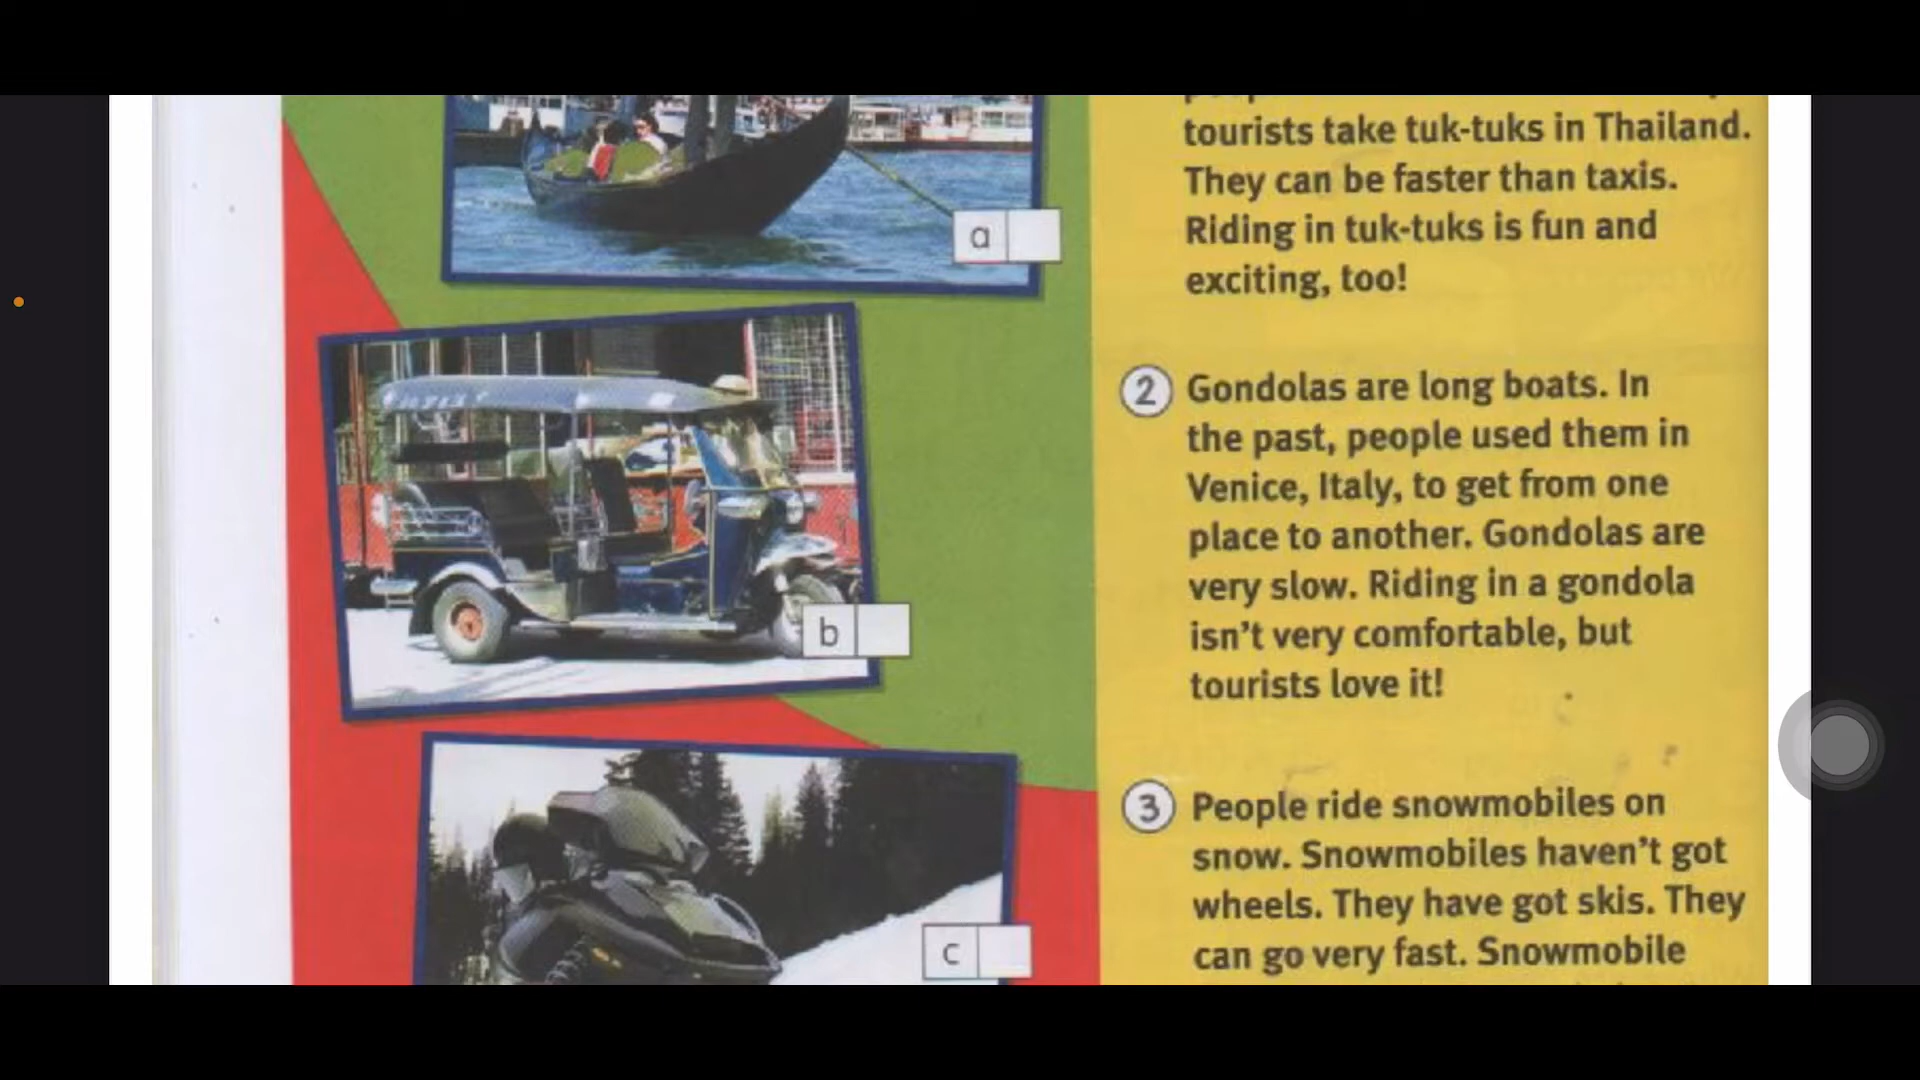 tourists take tuk-tuks in Thailand.
They can be faster than taxis.
Riding in tuk-tuks is fun and
exciting, too!
a
b
c
2 Gondolas are long boats. In
the past, people used them in
Venice, Italy, to get from one
place to another. Gondolas are
very slow. Riding in a gondola
isn't very comfortable, but
tourists love it!
3 People ride snowmobiles on
snow. Snowmobiles haven't got
wheels. They have got skis. They
can go very fast. Snowmobile